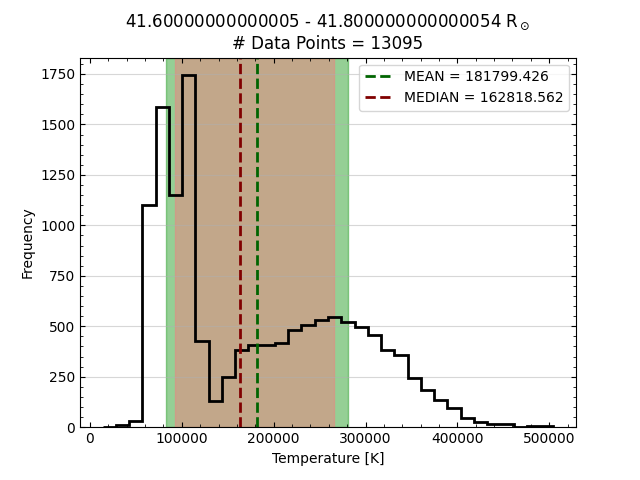 41.60000000000005 - 41.800000000000054 R⊙
# Data Points = 13095
MEAN = 181799.426
MEDIAN = 162818.562
Frequency
1750
1500
1250
1000
750
500
250
0
0 100000 200000 300000 400000 500000
Temperature [K]